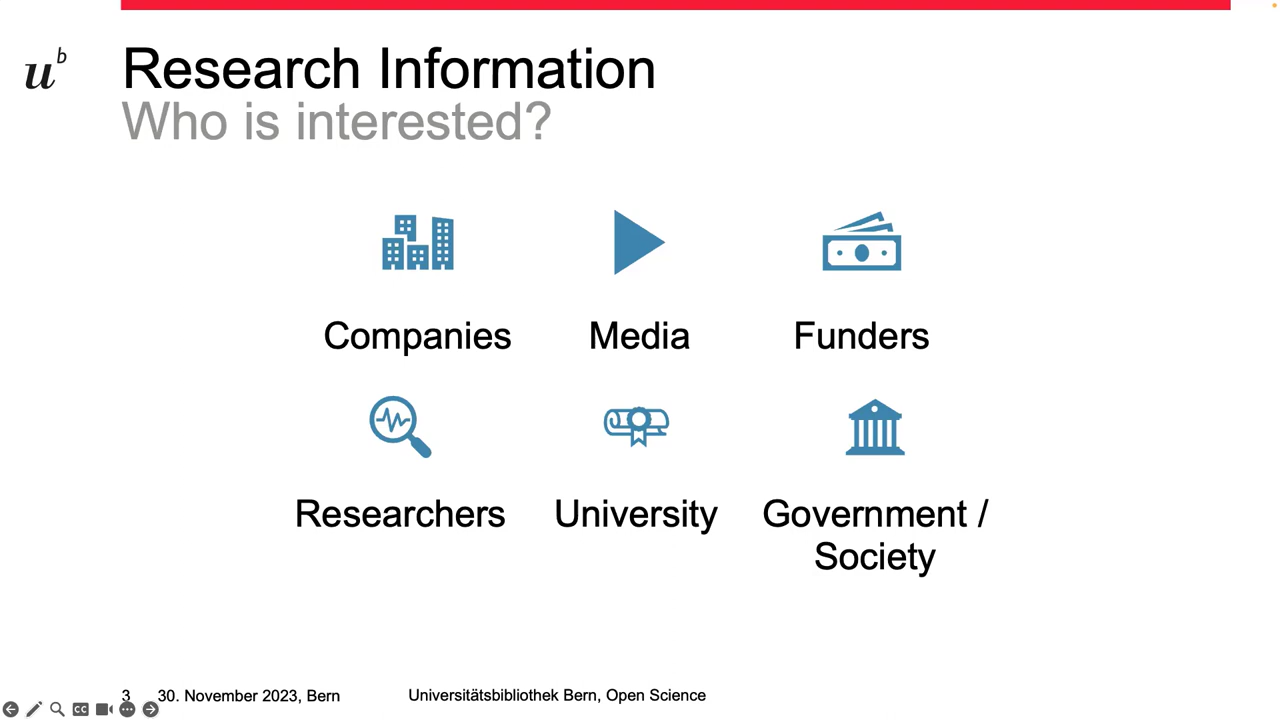 u b
Research Information
Who is interested?
Companies Media Funders
Researchers University Government /
Society
3 30. November 2023, Bern Universitätsbibliothek Bern, Open Science
CC